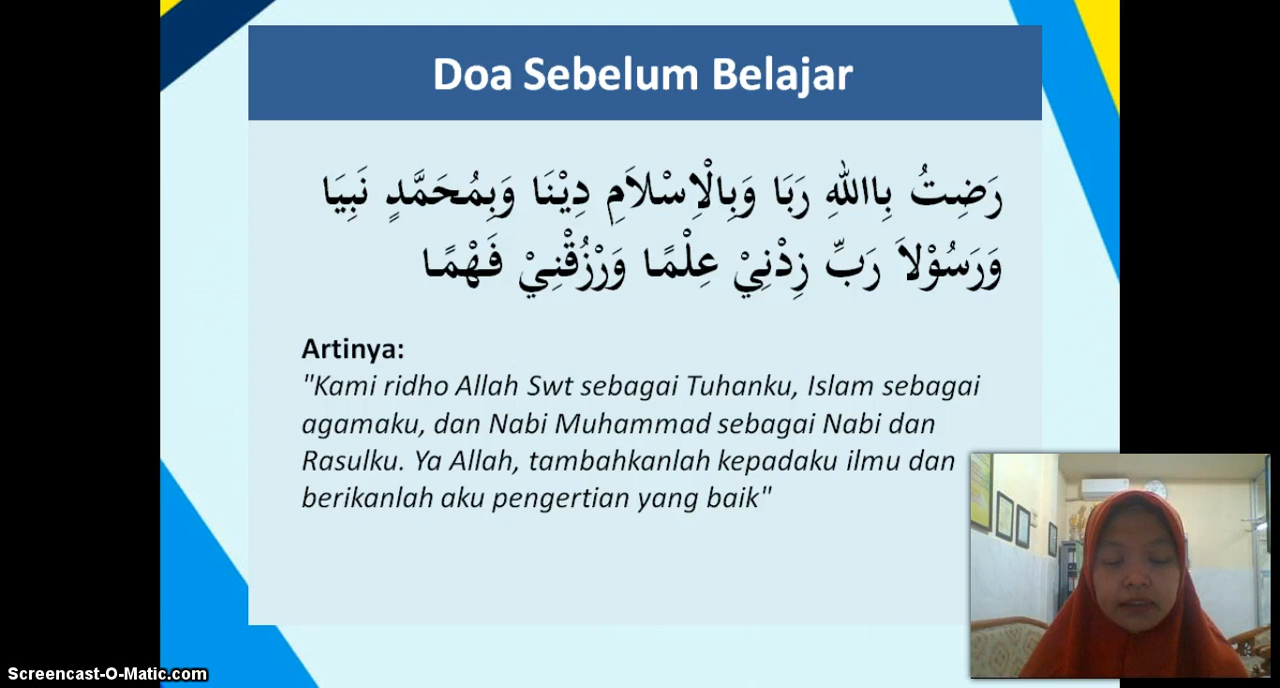 Doa Sebelum Belajar
رَضِتُ بِااللهِ رَبَا وَبِالْاِسْلاَمِ دِيْنَا وَبِمُحَمَّدٍ نَبِيَا
وَرَسُوْلاَ رَبِّ زِدْنِيْ عِلْمًا وَرْزُقْنِيْ فَهْمًا
Artinya:
"Kami ridho Allah Swt sebagai Tuhanku, Islam sebagai
agamaku, dan Nabi Muhammad sebagai Nabi dan
Rasulku. Ya Allah, tambahkanlah kepadaku ilmu dan
berikanlah aku pengertian yang baik"
Screencast-O-Matic.com